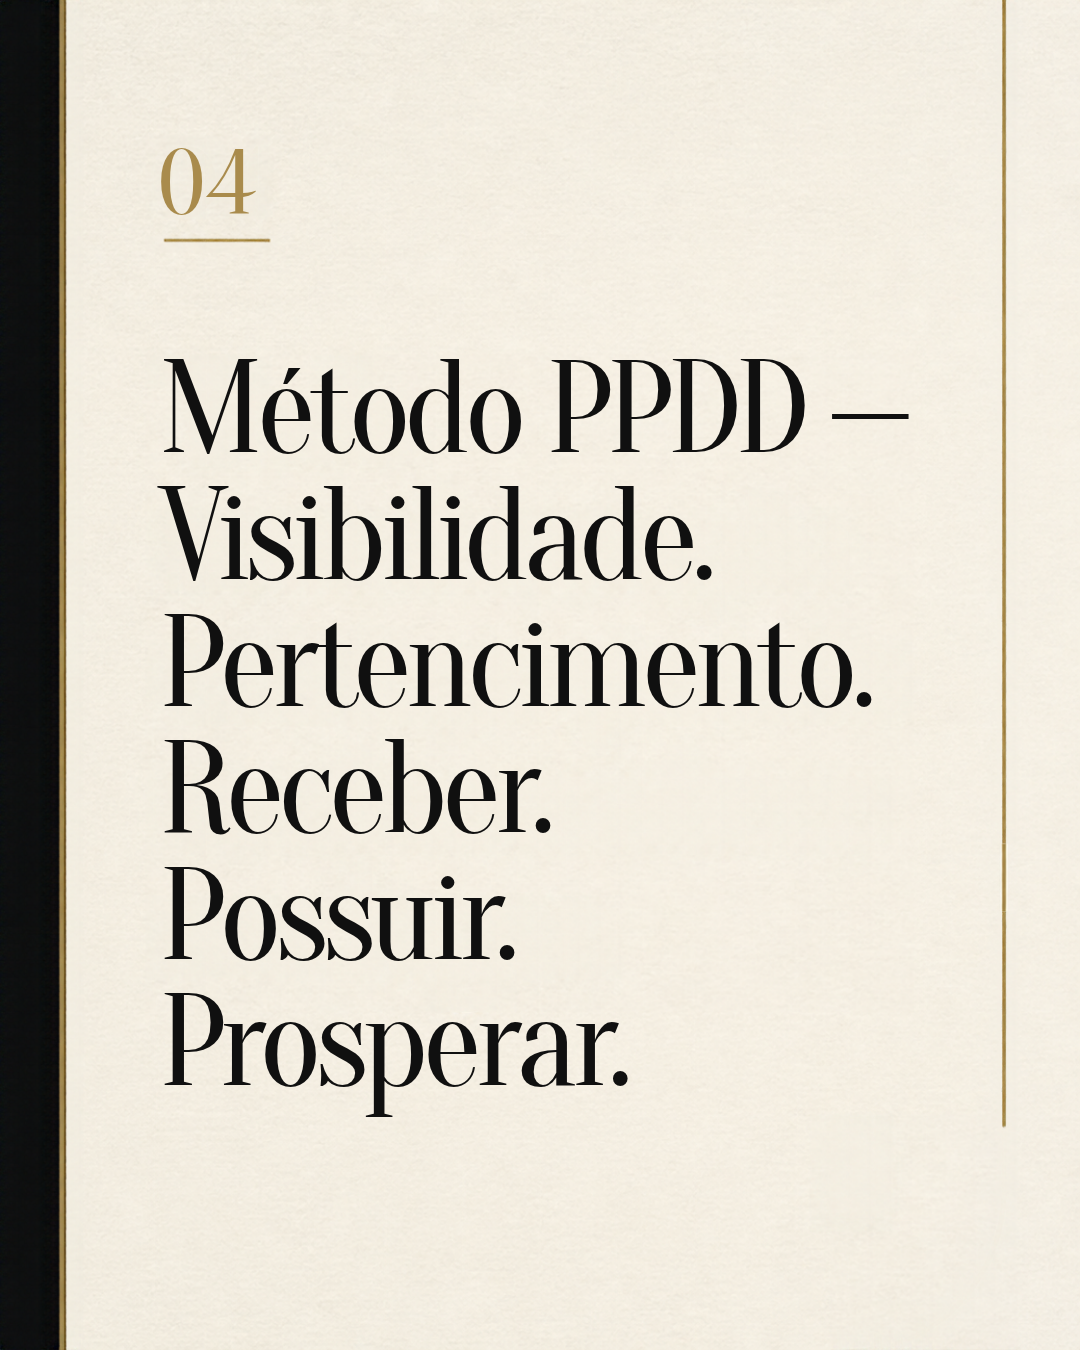 04
Método PPDD —
Visibilidade.
Pertencimento.
Receber.
Possuir.
Prosperar.